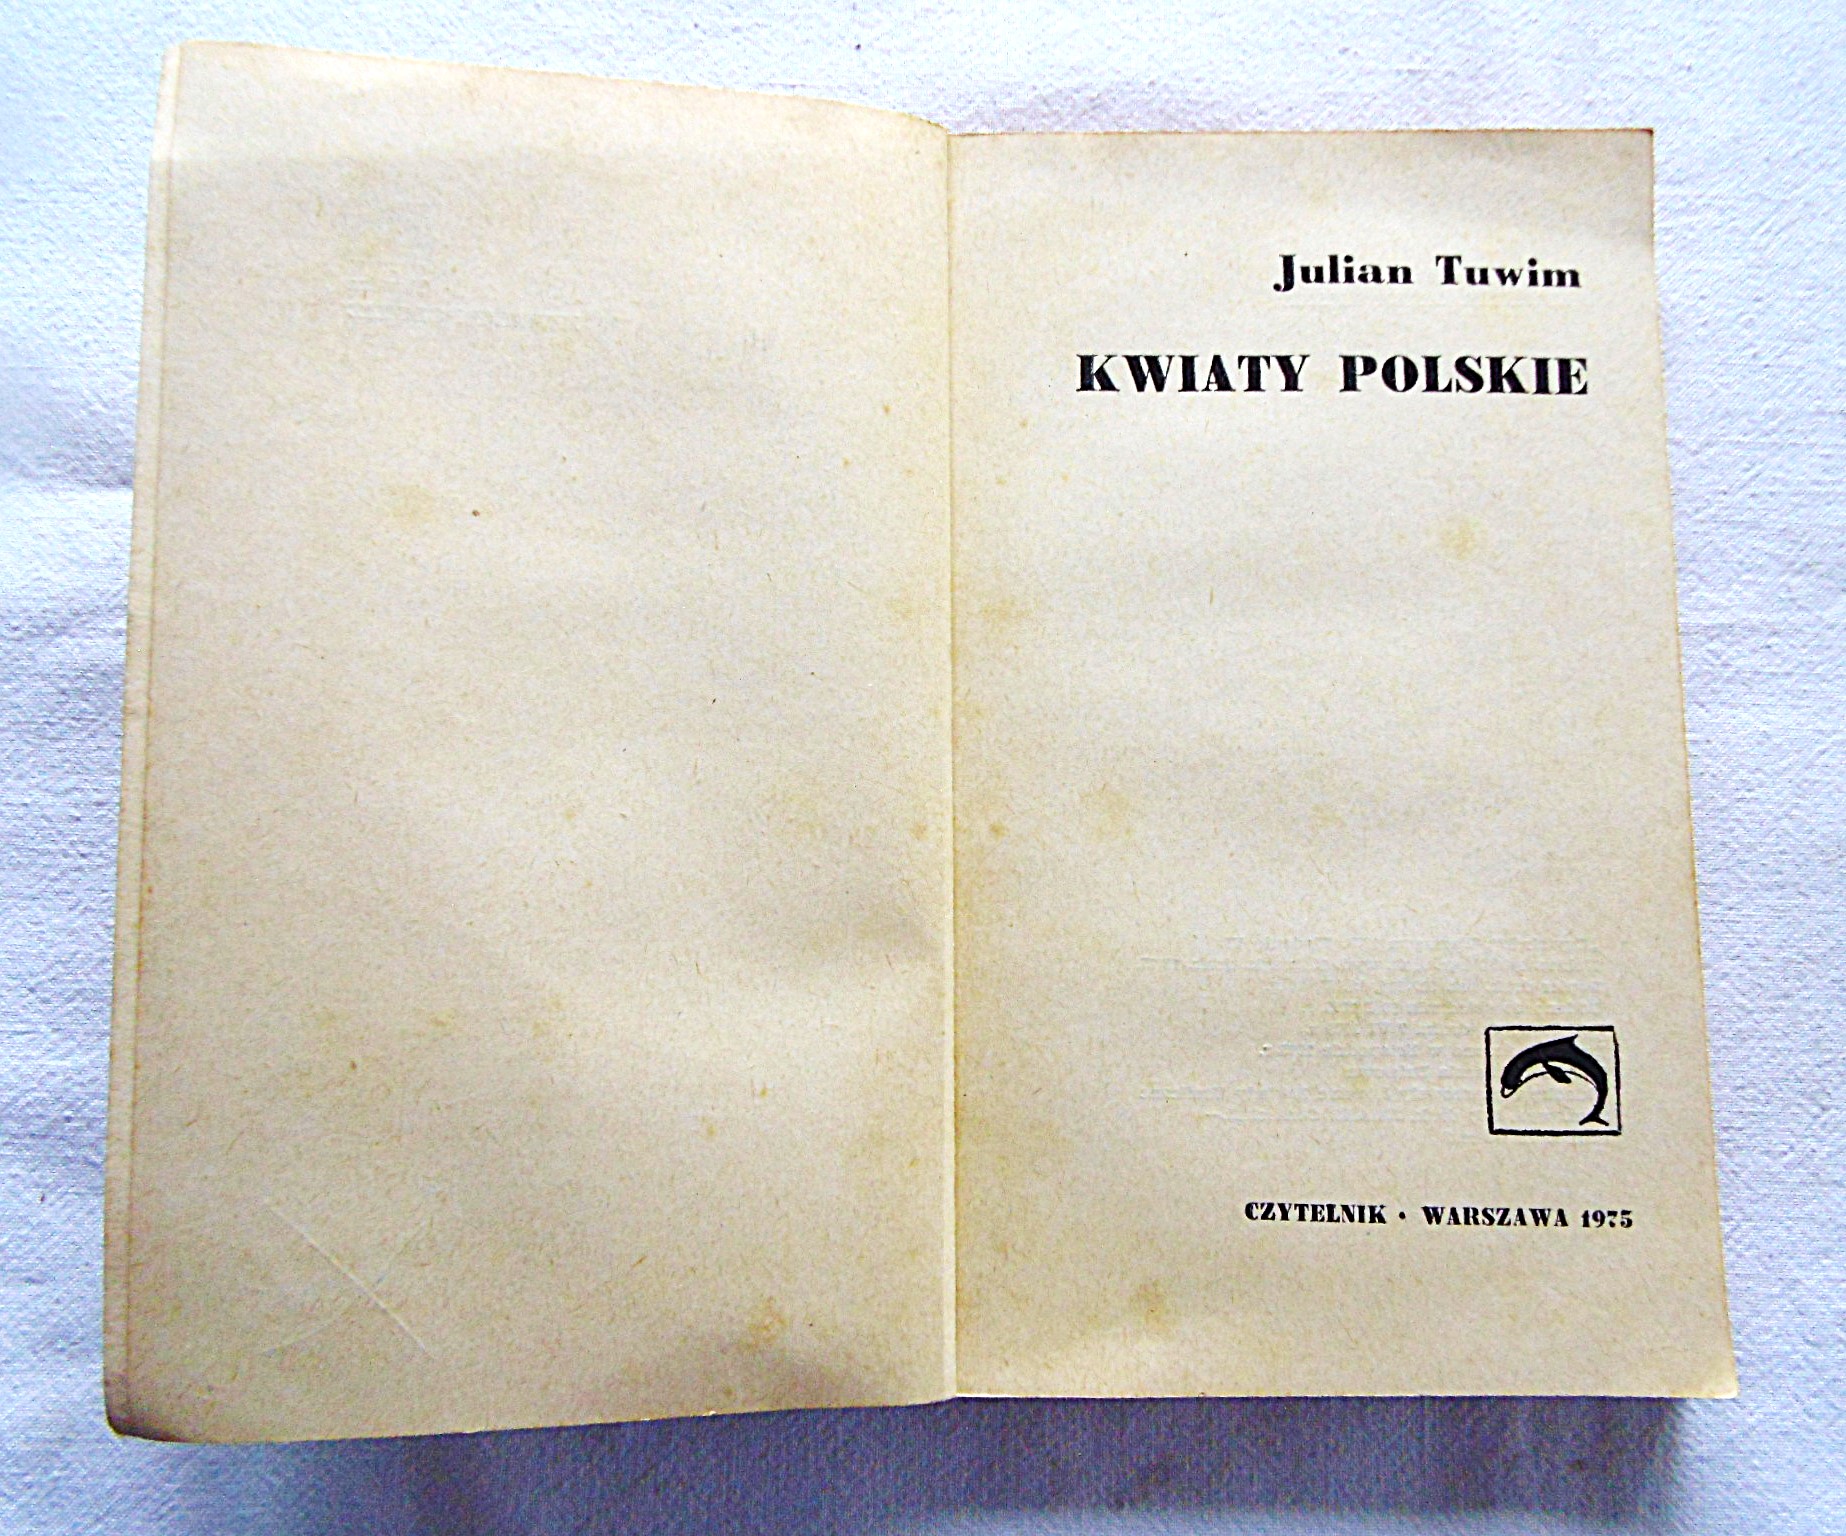 Julian Tuwim
KWIATY POLSKIE
CZYTELNIK • WARSZAWA 1975